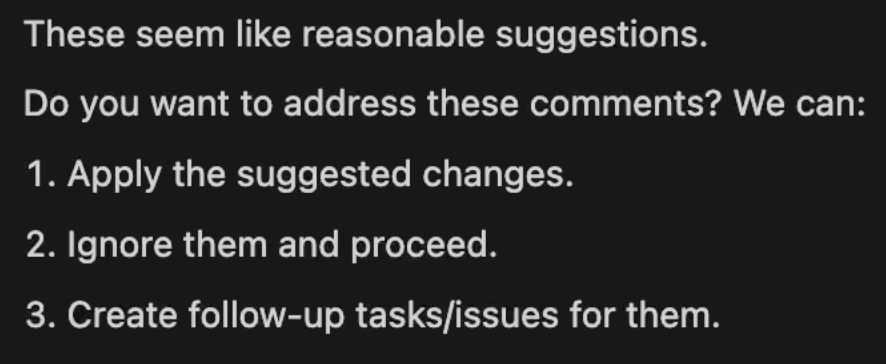 These seem like reasonable suggestions.
Do you want to address these comments? We can:
1. Apply the suggested changes.
2. Ignore them and proceed.
3. Create follow-up tasks/issues for them.